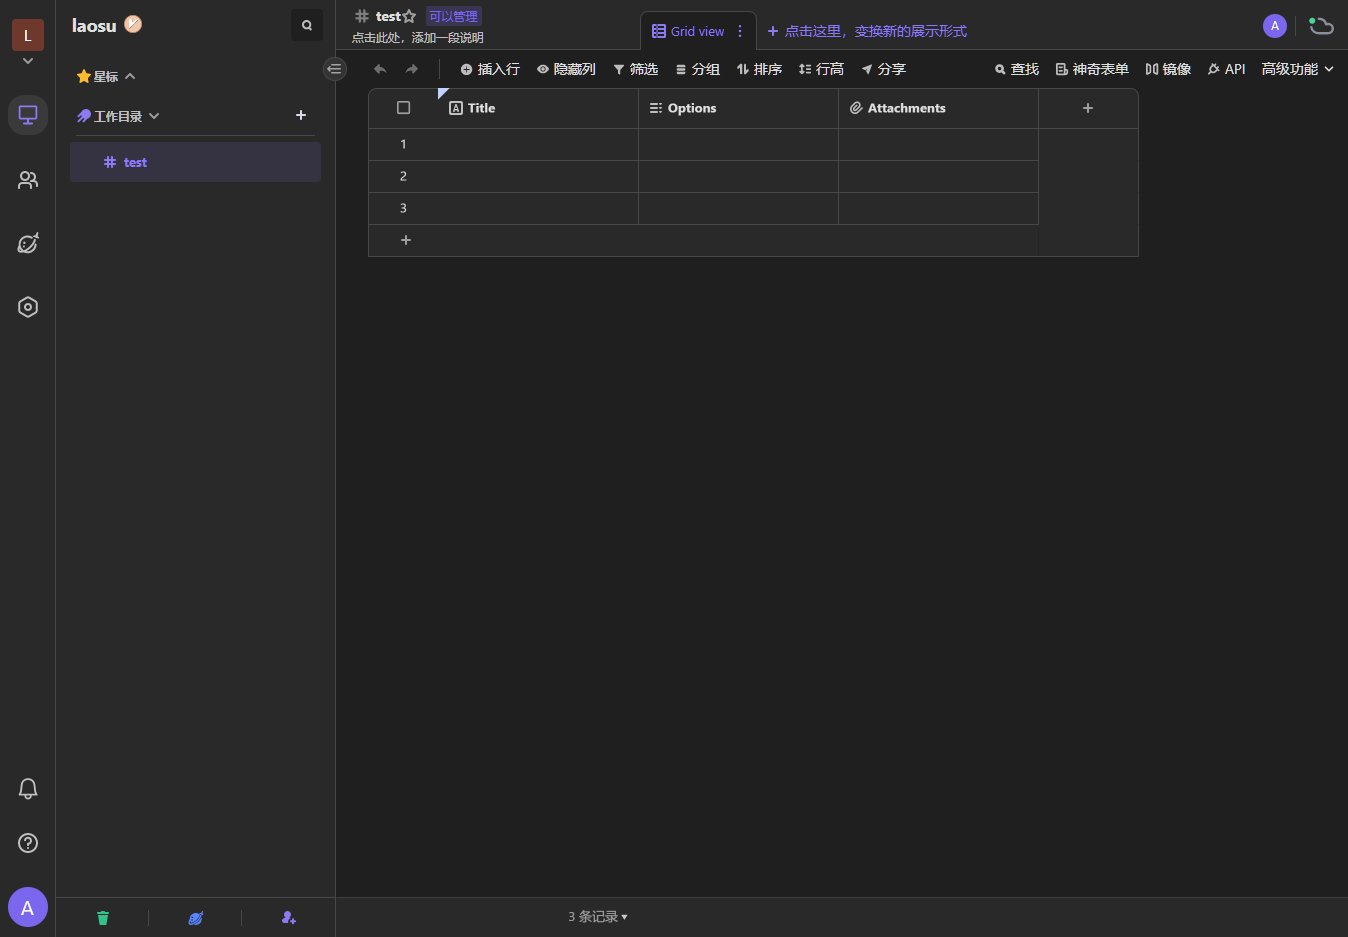 L
laosu
星标
工作目录
test
A
test 可以管理
点击此处，添加一段说明
Grid view
点击这里，变换新的展示形式
A
插入行 隐藏列 筛选 分组 排序 行高 分享
查找 神奇表单 镜像 API 高级功能
Title Options Attachments
1
2
3
3 条记录